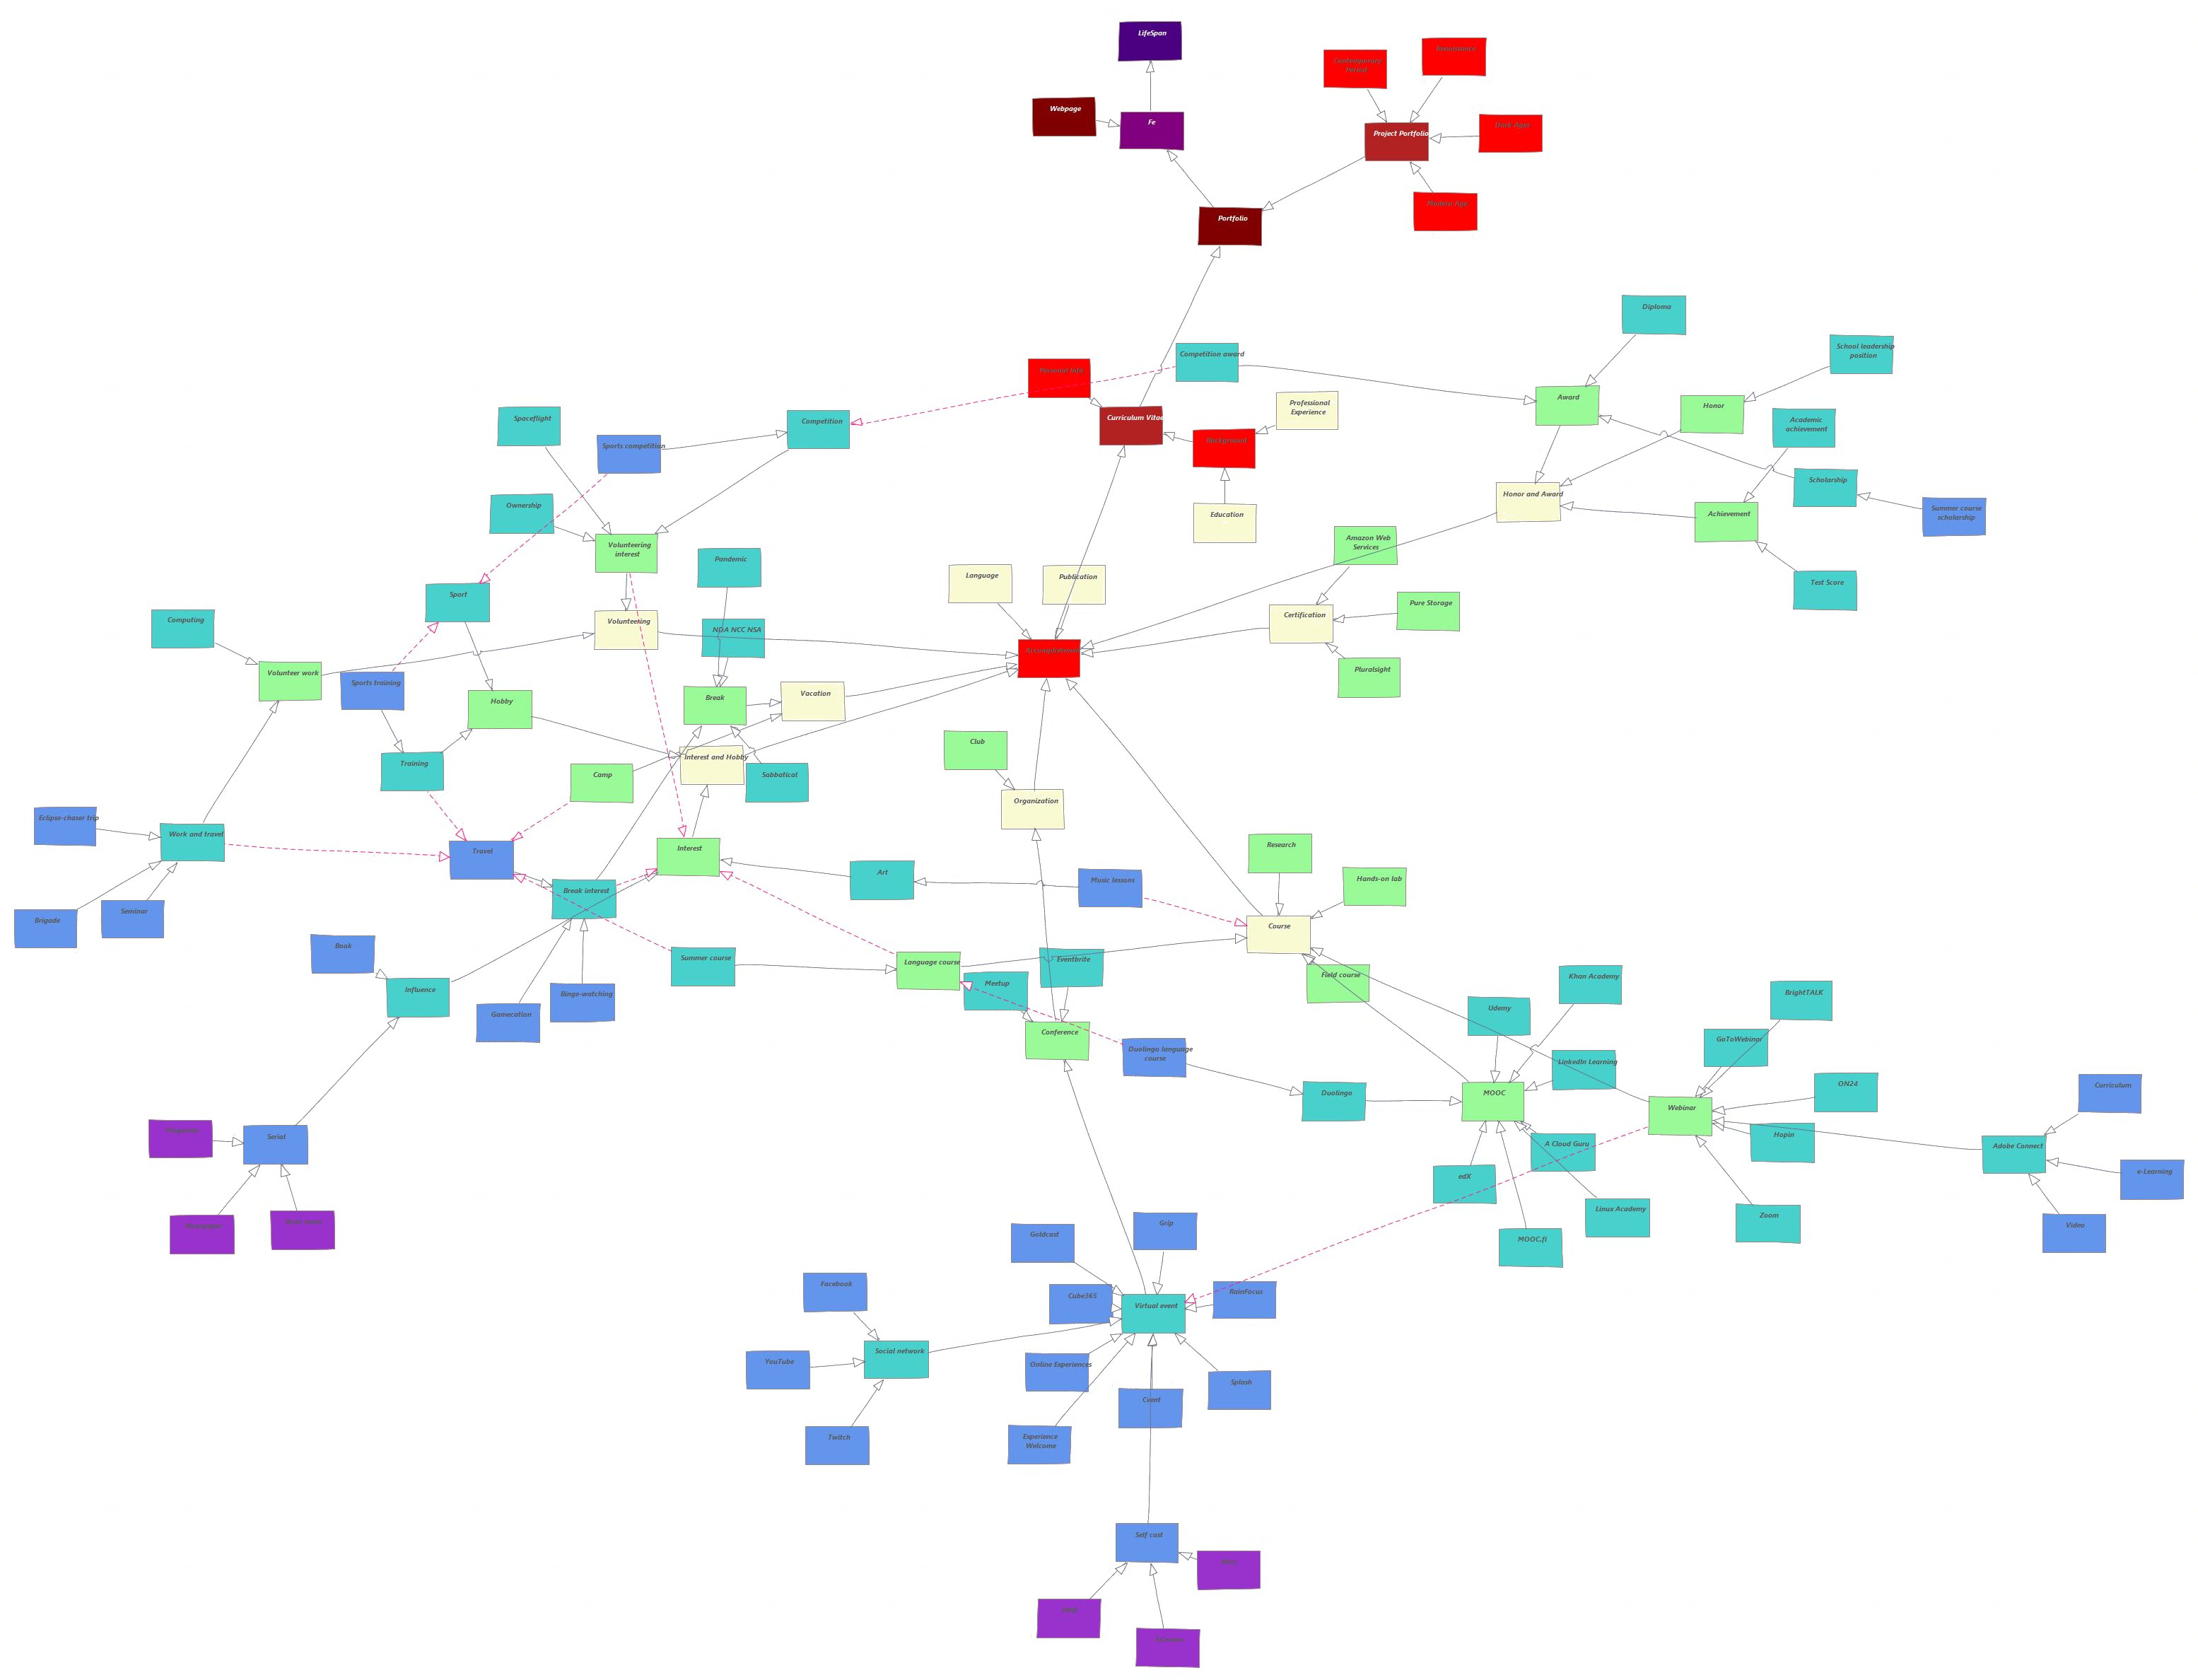 LifeSpan
Renaissance
Contemporary
Period
Webpage
Fe
Project Portfolio
Dark Ages
Modern Age
Portfolio
Diploma
School leadership
position
Competition award
Personal Info
Award
Professional
Experience
Honor
Curriculum Vitae
Academic
achievement
Spaceflight
Competition
Sports competition
Background
Scholarship
Honor and Award
Ownership
Education
Achievement
Summer course
scholarship
Amazon Web
Services
Volunteering
interest
Pandemic
Language
Publication
Test Score
Sport
Pure Storage
Certification
Computing
Volunteering
NDA NCC NSA
Accomplishment
Volunteer work
Pluralsight
Sports training
Vacation
Break
Hobby
Club
Interest and Hobby
Training
Camp
Sabbatical
Organization
Eclipse-chaser trip
Work and travel
Research
Interest
Travel
Art
Music lessons
Hands-on lab
Break interest
Brigade
Seminar
Course
Book
Summer course
Language course
Eventbrite
Field course
Khan Academy
Meetup
Influence
Binge-watching
BrightTALK
Udemy
Gamecation
Conference
GoToWebinar
Duolingo language
course
LinkedIn Learning
ON24
Curriculum
Duolingo
MOOC
Webinar
Serial
Hopin
A Cloud Guru
Adobe Connect
e-Learning
edX
Linux Academy
Zoom
Video
Grip
Goldcast
MOOC.fi
Facebook
Cube365
RainFocus
Virtual event
Social network
YouTube
Online Experiences
Splash
Cvent
Twitch
Experience
Welcome
Self cast